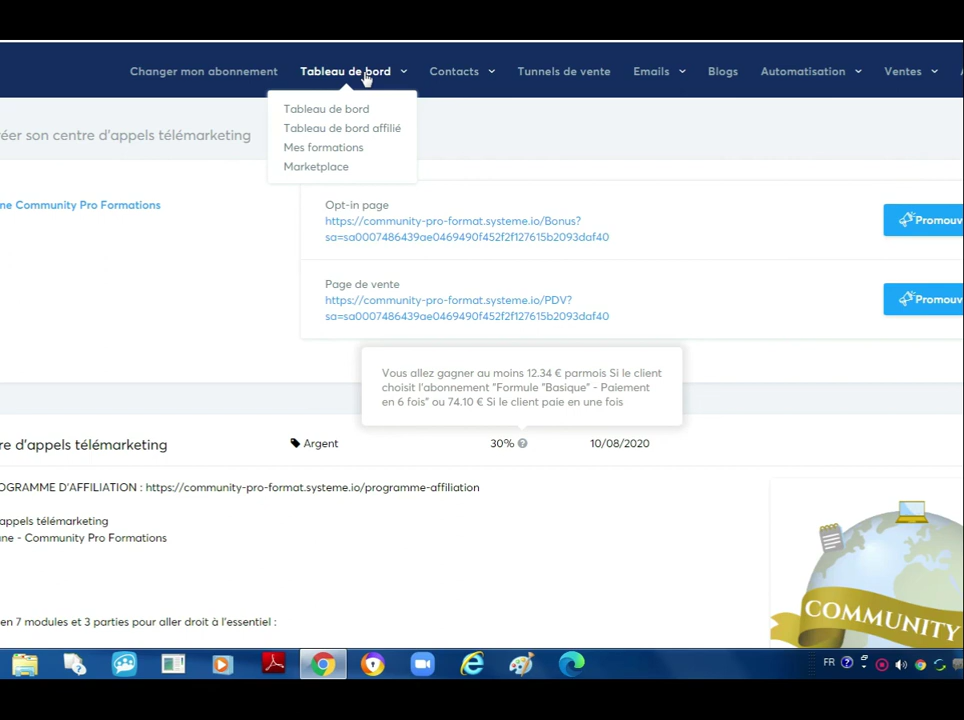 Changer mon abonnement Tableau de bord Contacts Tunnels de vente Emails Blogs Automatisation Ventes
Tableau de bord
Tableau de bord affilié
Mes formations
Marketplace
éer son centre d'appels télémarketing
ne Community Pro Formations
Opt-in page
https://community-pro-format.systeme.io/Bonus?
sa=sa0007486439ae0469490f452f2f127615b2093daf40
Promouv
Page de vente
https://community-pro-format.systeme.io/PDV?
sa=sa0007486439ae0469490f452f2f127615b2093daf40
Promouv
Vous allez gagner au moins 12.34 € parmois Si le client
choisit l'abonnement "Formule "Basique" - Paiement
en 6 fois" ou 74.10 € Si le client paie en une fois
re d'appels télémarketing Argent 30% 10/08/2020
OGRAMME D'AFFILIATION : https://community-pro-format.systeme.io/programme-affiliation
appels télémarketing
ne - Community Pro Formations
en 7 modules et 3 parties pour aller droit à l'essentiel :
COMMUNITY
FR